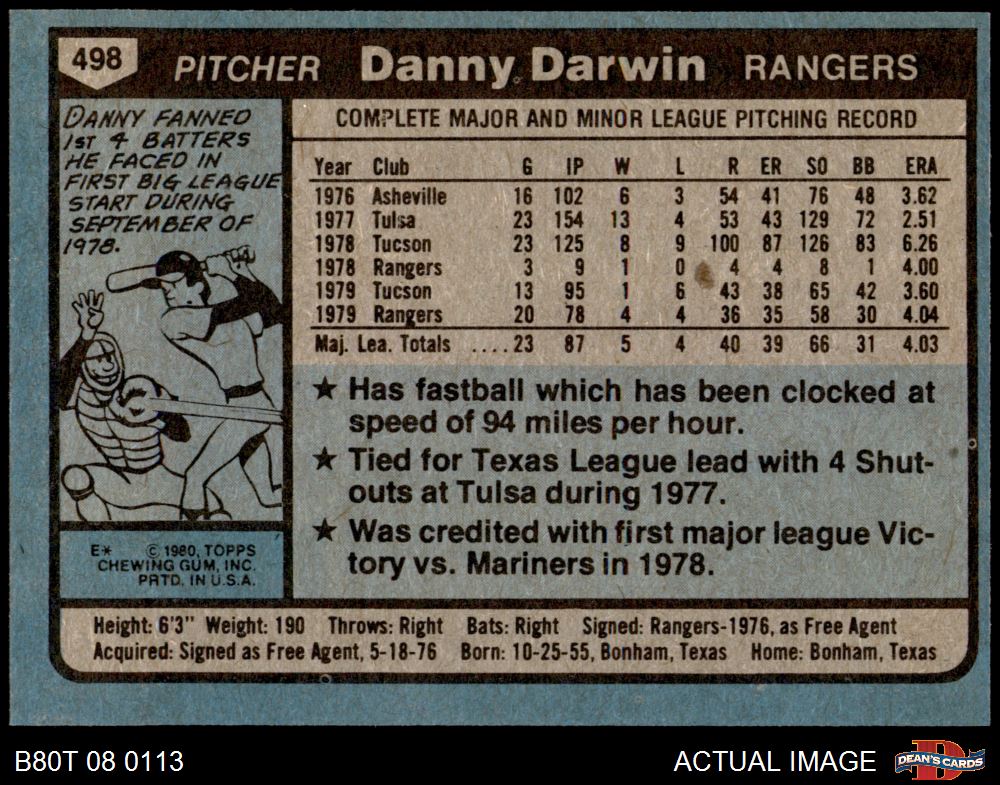 498 PITCHER Danny Darwin RANGERS
DANNY FANNED
1ST 4 BATTERS
HE FACED IN
FIRST BIG LEAGUE
START DURING
SEPTEMBER OF
1978.
COMPLETE MAJOR AND MINOR LEAGUE PITCHING RECORD
Year Club G IP W L R ER SO BB ERA
1976 Asheville 16 102 6 3 54 41 76 48 3.62
1977 Tulsa 23 154 13 4 53 43 129 72 2.51
1978 Tucson 23 125 8 9 100 87 126 83 6.26
1978 Rangers 3 9 1 0 4 4 8 1 4.00
1979 Tucson 13 95 1 6 43 38 65 42 3.60
1979 Rangers 20 78 4 4 36 35 58 30 4.04
Maj. Lea. Totals ....23 87 5 4 40 39 66 31 4.03
★ Has fastball which has been clocked at
speed of 94 miles per hour.
★ Tied for Texas League lead with 4 Shut-
outs at Tulsa during 1977.
★ Was credited with first major league Vic-
tory vs. Mariners in 1978.
E* © 1980, TOPPS
CHEWING GUM, INC.
PRTD. IN U.S.A.
Height: 6'3" Weight: 190 Throws: Right Bats: Right Signed: Rangers-1976, as Free Agent
Acquired: Signed as Free Agent, 5-18-76 Born: 10-25-55, Bonham, Texas Home: Bonham, Texas
B80T 08 0113 ACTUAL IMAGE D DEAN'S CARDS